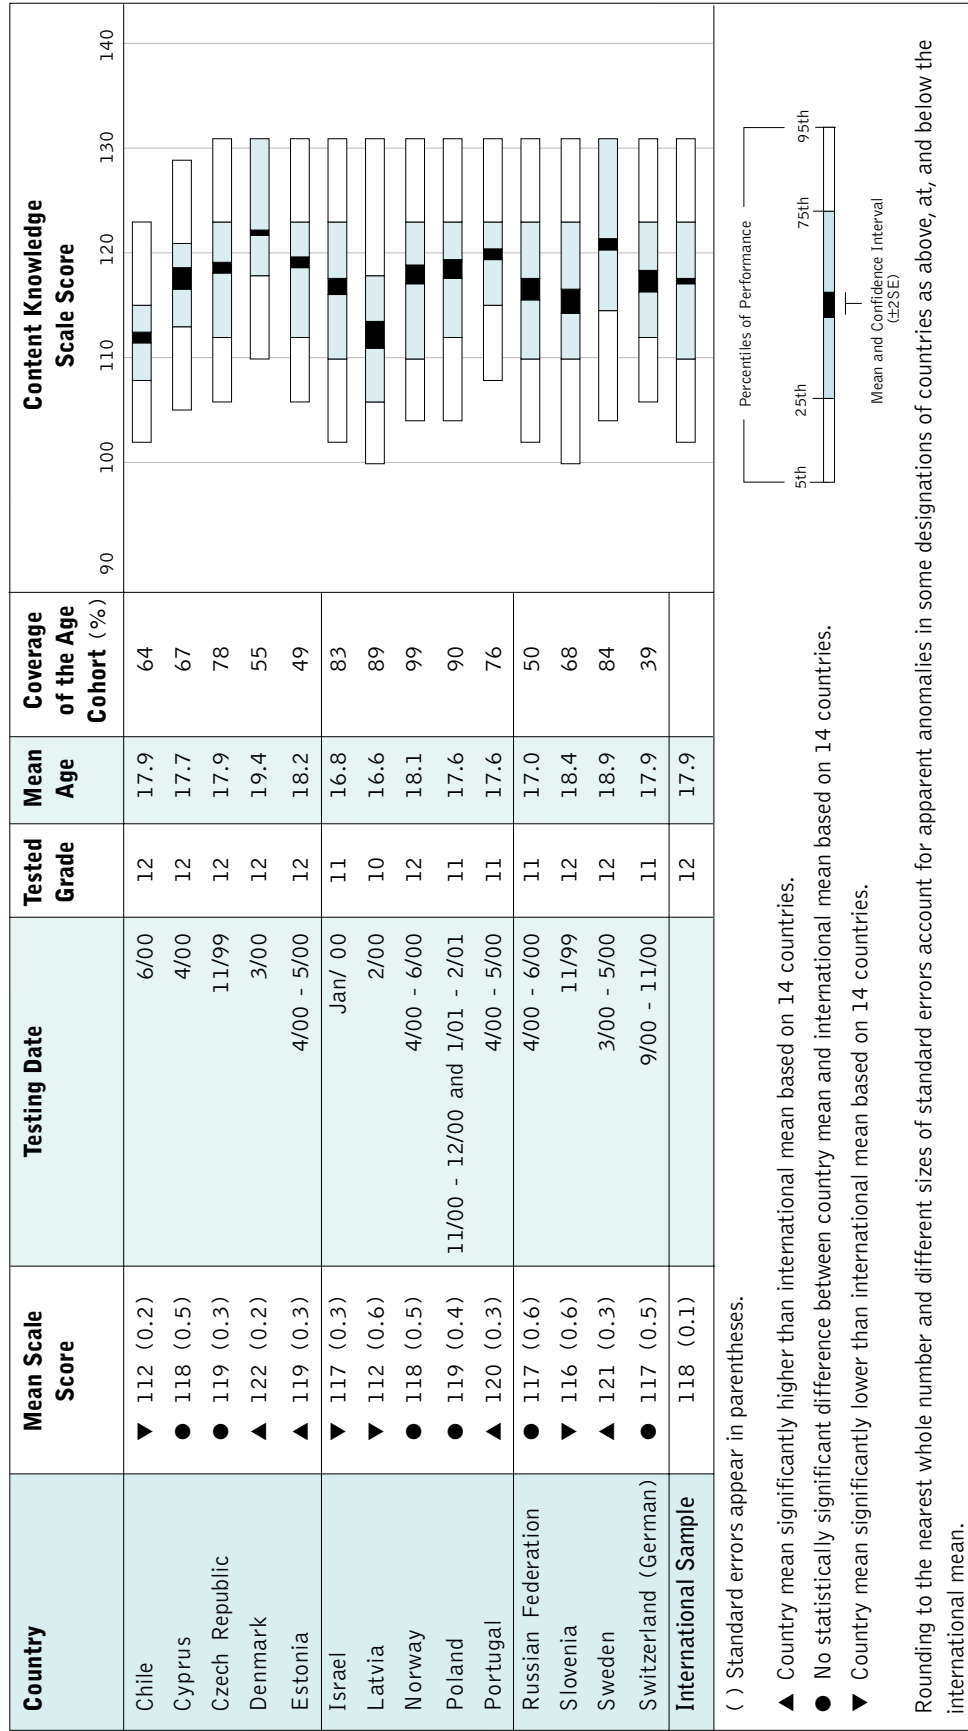 Country Mean Scale Score Testing Date Tested Grade Mean Age Coverage of the Age Cohort (%) Content Knowledge Scale Score
90 100 110 120 130 140
Chile ▼ 112 (0.2) 6/00 12 17.9 64
Cyprus ● 118 (0.5) 4/00 12 17.7 67
Czech Republic ● 119 (0.3) 11/99 12 17.9 78
Denmark ▲ 122 (0.2) 3/00 12 19.4 55
Estonia ▲ 119 (0.3) 4/00 - 5/00 12 18.2 49
Israel ▼ 117 (0.3) Jan/ 00 11 16.8 83
Latvia ▼ 112 (0.6) 2/00 10 16.6 89
Norway ● 118 (0.5) 4/00 - 6/00 12 18.1 99
Poland ● 119 (0.4) 11/00 - 12/00 and 1/01 - 2/01 11 17.6 90
Portugal ▲ 120 (0.3) 4/00 - 5/00 11 17.6 76
Russian Federation ● 117 (0.6) 4/00 - 6/00 11 17.0 50
Slovenia ▼ 116 (0.6) 11/99 12 18.4 68
Sweden ▲ 121 (0.3) 3/00 - 5/00 12 18.9 84
Switzerland (German) ● 117 (0.5) 9/00 - 11/00 11 17.9 39
International Sample 118 (0.1) 12 17.9
( ) Standard errors appear in parentheses.
▲ Country mean significantly higher than international mean based on 14 countries.
● No statistically significant difference between country mean and international mean based on 14 countries.
▼ Country mean significantly lower than international mean based on 14 countries.
Percentiles of Performance
5th 25th 75th 95th
Mean and Confidence Interval
(±2SE)
Rounding to the nearest whole number and different sizes of standard errors account for apparent anomalies in some designations of countries as above, at, and below the
international mean.